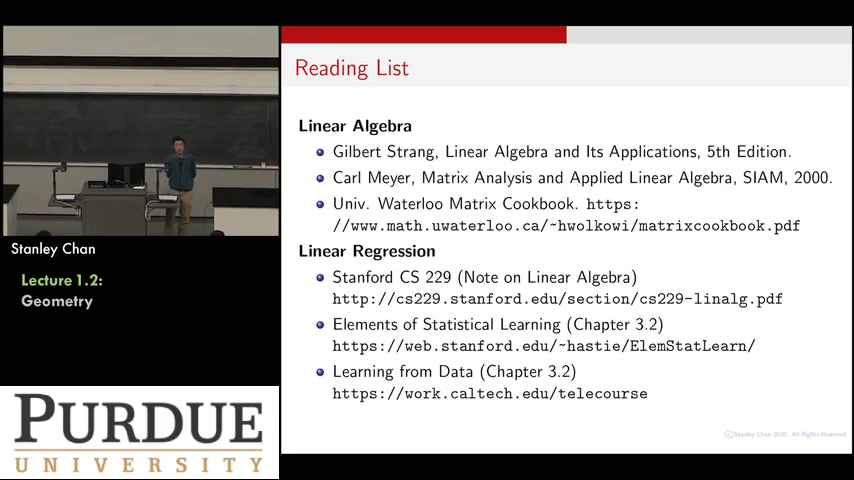 Reading List
Linear Algebra
Gilbert Strang, Linear Algebra and Its Applications, 5th Edition.
Carl Meyer, Matrix Analysis and Applied Linear Algebra, SIAM, 2000.
Univ. Waterloo Matrix Cookbook. https:
//www.math.uwaterloo.ca/~hwolkowi/matrixcookbook.pdf
Linear Regression
Stanford CS 229 (Note on Linear Algebra)
http://cs229.stanford.edu/section/cs229-linalg.pdf
Elements of Statistical Learning (Chapter 3.2)
https://web.stanford.edu/~hastie/ElemStatLearn/
Learning from Data (Chapter 3.2)
https://work.caltech.edu/telecourse
©Stanley Chan 2020. All Rights Reserved
Stanley Chan
Lecture 1.2:
Geometry
PURDUE
UNIVERSITY